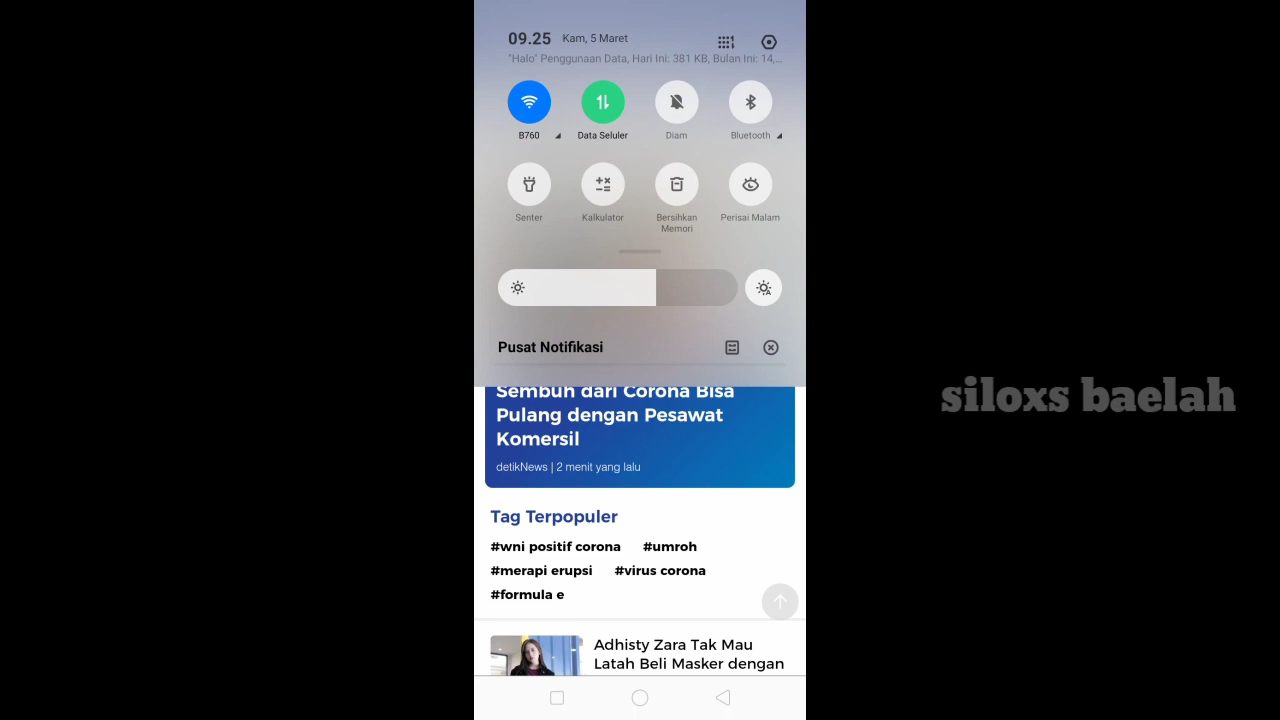 09.25 Kam, 5 Maret
"Halo" Penggunaan Data, Hari Ini: 381 KB, Bulan Ini: 14,...
B760
Data Seluler
Diam
Bluetooth
Senter
Kalkulator
Bersihkan
Memori
Perisai Malam
Pusat Notifikasi
Sembuh dari Corona Bisa
Pulang dengan Pesawat
Komersil
detikNews | 2 menit yang lalu
siloxs baelah
Tag Terpopuler
#wni positif corona #umroh
#merapi erupsi #virus corona
#formula e
Adhisty Zara Tak Mau
Latah Beli Masker dengan